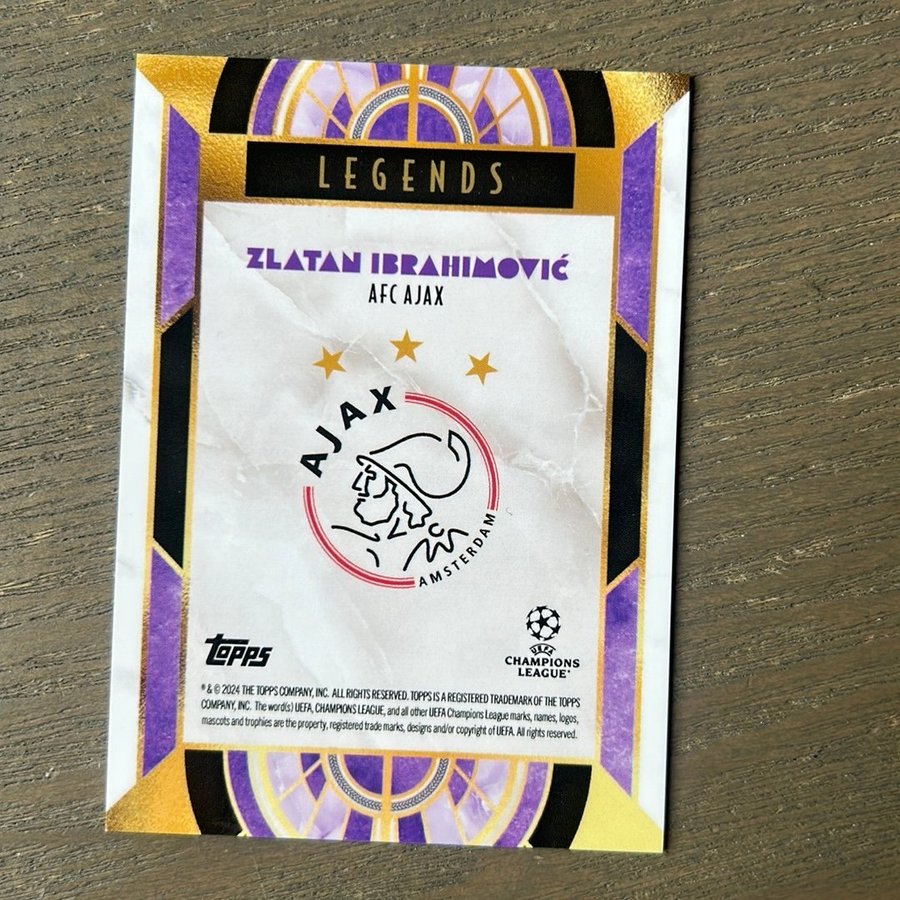 LEGENDS
ZLATAN IBRAHIMOVIĆ
AFC AJAX
AJAX
AMSTERDAM
topps
UEFA
CHAMPIONS
LEAGUE®
® & © 2024 THE TOPPS COMPANY, INC. ALL RIGHTS RESERVED. TOPPS IS A REGISTERED TRADEMARK OF THE TOPPS
COMPANY, INC. The word(s) UEFA, CHAMPIONS LEAGUE, and all other UEFA Champions League marks, names, logos,
mascots and trophies are the property, registered trade marks, designs and/or copyright of UEFA. All rights reserved.